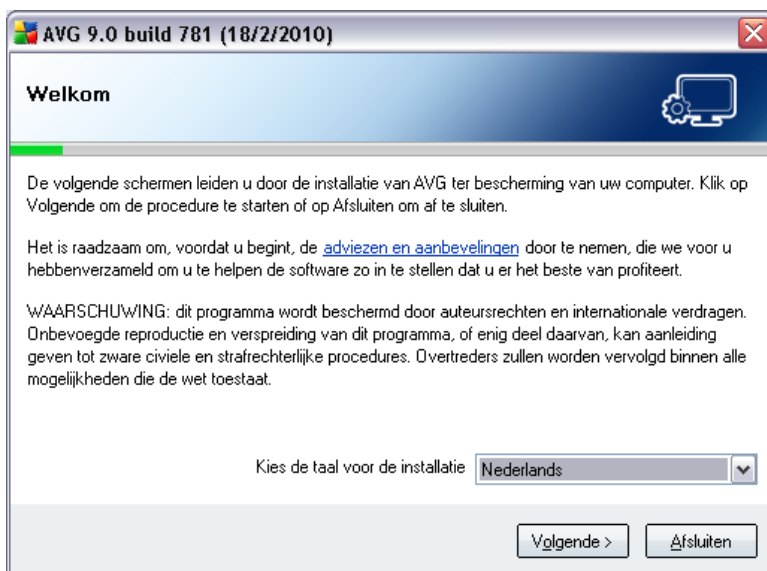 AVG 9.0 build 781 (18/2/2010)
Welkom
De volgende schermen leiden u door de installatie van AVG ter bescherming van uw computer. Klik op
Volgende om de procedure te starten of op Afsluiten om af te sluiten.
Het is raadzaam om, voordat u begint, de adviezen en aanbevelingen door te nemen, die we voor u
hebbenverzameld om u te helpen de software zo in te stellen dat u er het beste van profiteert.
WAARSCHUWING: dit programma wordt beschermd door auteursrechten en internationale verdragen.
Onbevoegde reproductie en verspreiding van dit programma, of enig deel daarvan, kan aanleiding
geven tot zware civiele en strafrechterlijke procedures. Overtreders zullen worden vervolgd binnen alle
mogelijkheden die de wet toestaat.
Kies de taal voor de installatie Nederlands
Volgende > Afsluiten